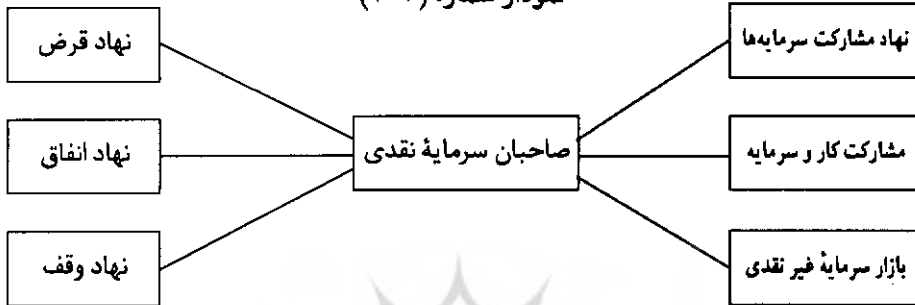 نمودار شماره
نهاد مشارکت سرمایه‌ها
نهاد قرض
صاحبان سرمایهٔ نقدی
مشارکت کار و سرمایه
نهاد انفاق
بازار سرمایهٔ غیر نقدی
نهاد وقف